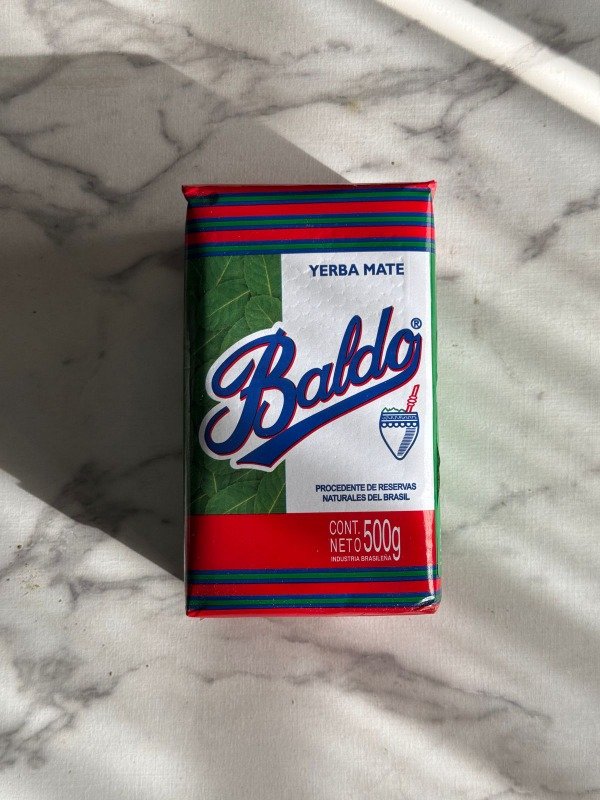 YERBA MATE
Baldo®
PROCEDENTE DE RESERVAS
NATURALES DEL BRASIL
CONT.
NETO 500g
INDUSTRIA BRASILEÑA